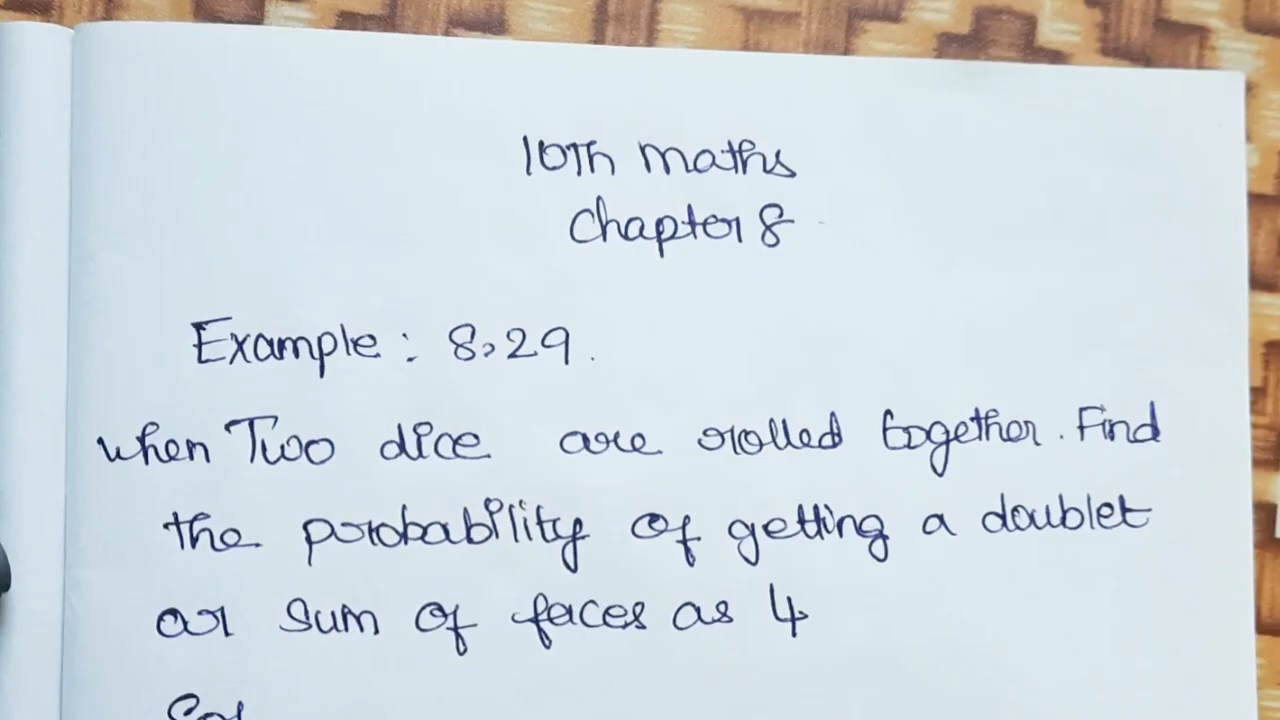 10Th maths
Chapter 8
Example: 8.29.
when Two dice are rolled together. Find
the probability of getting a doublet
or sum of faces as 4